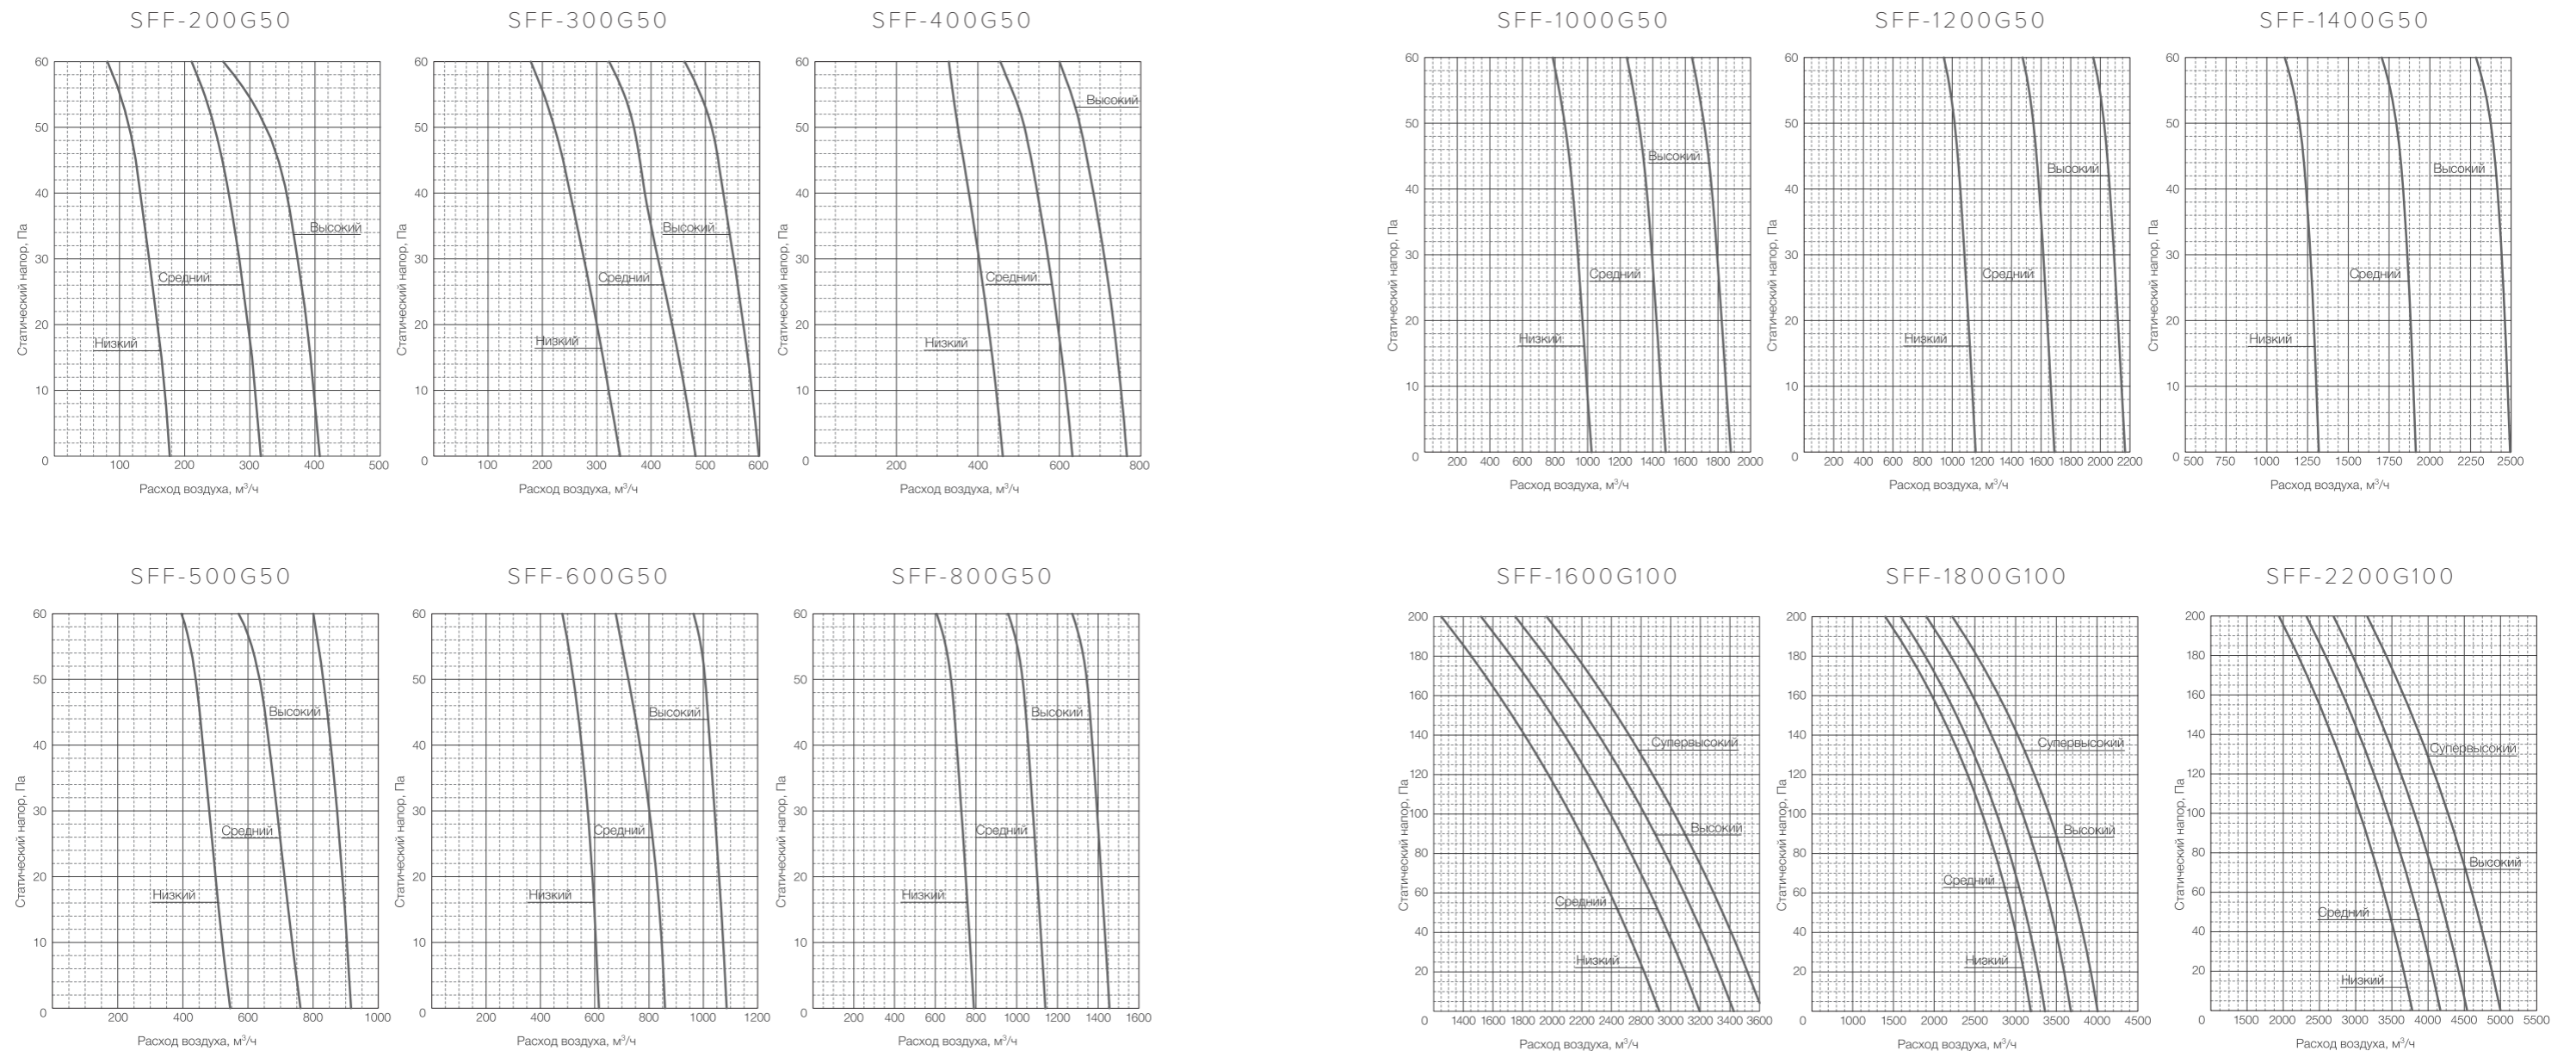 SFF-200G50
60
50
40
30
20
10
0
100 200 300 400 500
Статический напор, Па
Расход воздуха, м³/ч
Высокий
Средний
Низкий
SFF-300G50
60
50
40
30
20
10
0
100 200 300 400 500 600
Статический напор, Па
Расход воздуха, м³/ч
Высокий
Средний
Низкий
SFF-400G50
60
50
40
30
20
10
0
200 400 600 800
Статический напор, Па
Расход воздуха, м³/ч
Высокий
Средний
Низкий
SFF-1000G50
60
50
40
30
20
10
0
200 400 600 800 1000 1200 1400 1600 1800 2000
Статический напор, Па
Расход воздуха, м³/ч
Высокий
Средний
Низкий
SFF-1200G50
60
50
40
30
20
10
0
200 400 600 800 1000 1200 1400 1600 1800 2000 2200
Статический напор, Па
Расход воздуха, м³/ч
Высокий
Средний
Низкий
SFF-1400G50
60
50
40
30
20
10
0
500 750 1000 1250 1500 1750 2000 2250 2500
Статический напор, Па
Расход воздуха, м³/ч
Высокий
Средний
Низкий
SFF-500G50
60
50
40
30
20
10
0
200 400 600 800 1000
Статический напор, Па
Расход воздуха, м³/ч
Высокий
Средний
Низкий
SFF-600G50
60
50
40
30
20
10
0
200 400 600 800 1000 1200
Статический напор, Па
Расход воздуха, м³/ч
Высокий
Средний
Низкий
SFF-800G50
60
50
40
30
20
10
0
200 400 600 800 1000 1200 1400 1600
Статический напор, Па
Расход воздуха, м³/ч
Высокий
Средний
Низкий
SFF-1600G100
200
180
160
140
120
100
80
60
40
20
0
1400 1600 1800 2000 2200 2400 2600 2800 3000 3200 3400 3600
Статический напор, Па
Расход воздуха, м³/ч
Супервысокий
Высокий
Средний
Низкий
SFF-1800G100
200
180
160
140
120
100
80
60
40
20
0
1000 1500 2000 2500 3000 3500 4000 4500
Статический напор, Па
Расход воздуха, м³/ч
Супервысокий
Высокий
Средний
Низкий
SFF-2200G100
200
180
160
140
120
100
80
60
40
20
0
1500 2000 2500 3000 3500 4000 4500 5000 5500
Статический напор, Па
Расход воздуха, м³/ч
Супервысокий
Высокий
Средний
Низкий